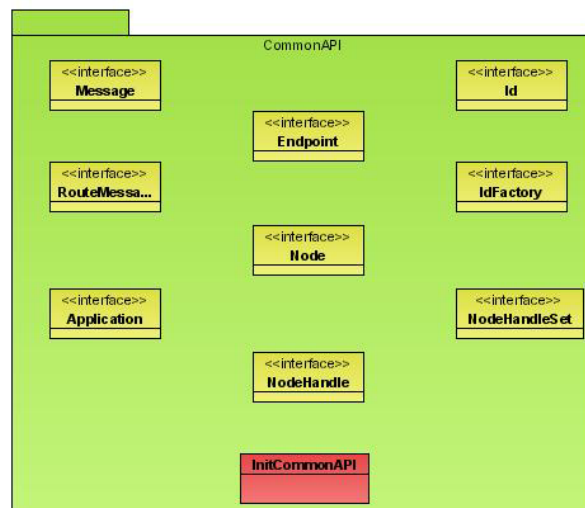 CommonAPI
<<interface>>
Message
<<interface>>
Id
<<interface>>
Endpoint
<<interface>>
RouteMessa...
<<interface>>
IdFactory
<<interface>>
Node
<<interface>>
Application
<<interface>>
NodeHandleSet
<<interface>>
NodeHandle
InitCommonAPI